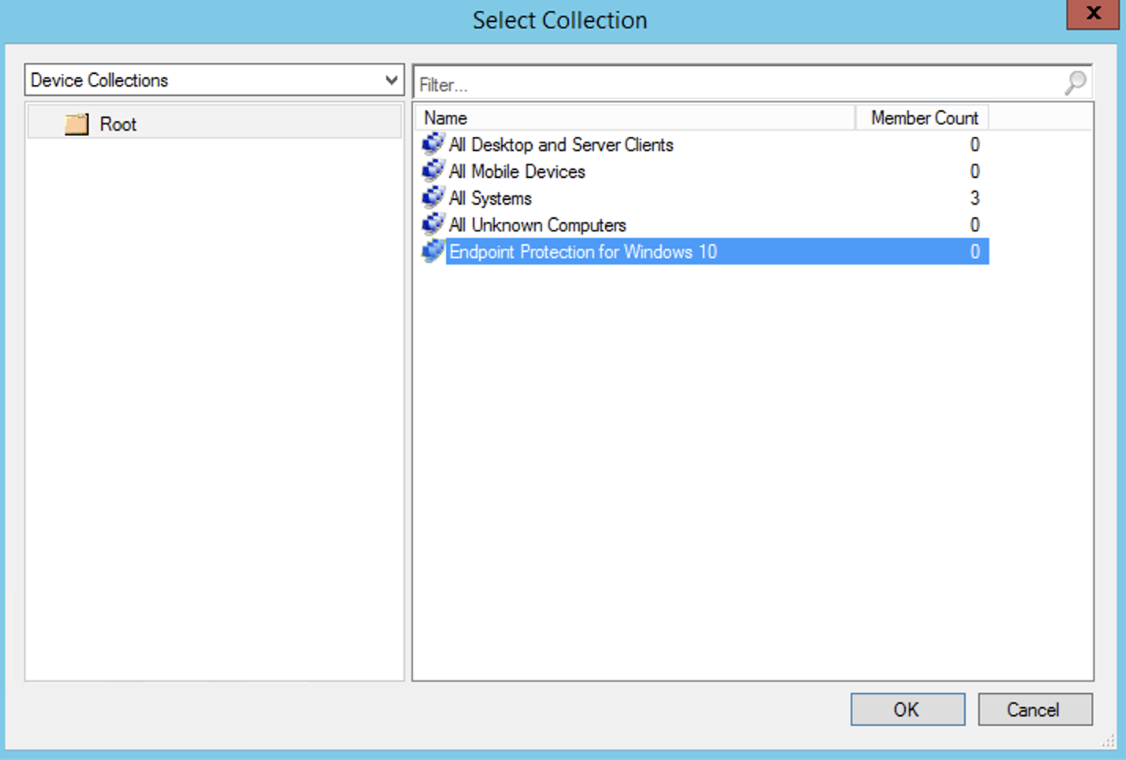 Select Collection
x
Device Collections
Filter...
Root
Name Member Count
All Desktop and Server Clients 0
All Mobile Devices 0
All Systems 3
All Unknown Computers 0
Endpoint Protection for Windows 10 0
OK Cancel